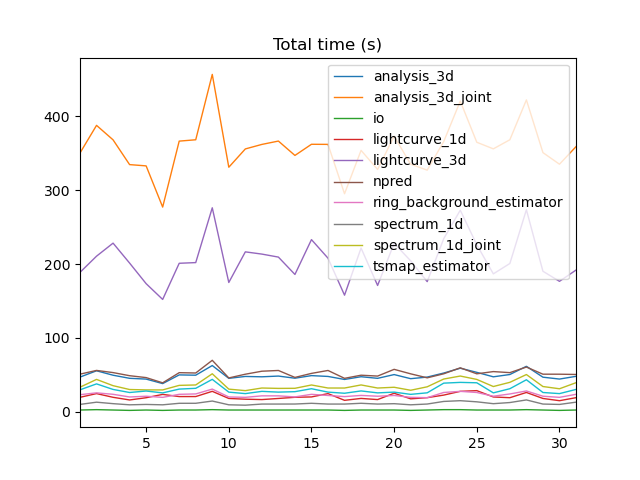 Total time (s)
analysis_3d
analysis_3d_joint
io
lightcurve_1d
lightcurve_3d
npred
ring_background_estimator
spectrum_1d
spectrum_1d_joint
tsmap_estimator
400
300
200
100
0
5 10 15 20 25 30